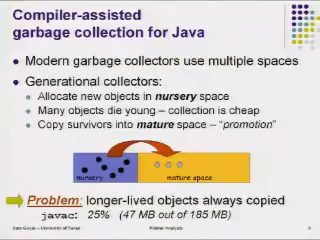 Compiler-assisted
garbage collection for Java
Modern garbage collectors use multiple spaces
Generational collectors:
Allocate new objects in nursery space
Many objects die young – collection is cheap
Copy survivors into mature space – "promotion"
nursery
mature space
Problem: longer-lived objects always copied
javac: 25% (47 MB out of 185 MB)
Sam Guyer – University of Texas
Pointer Analysis